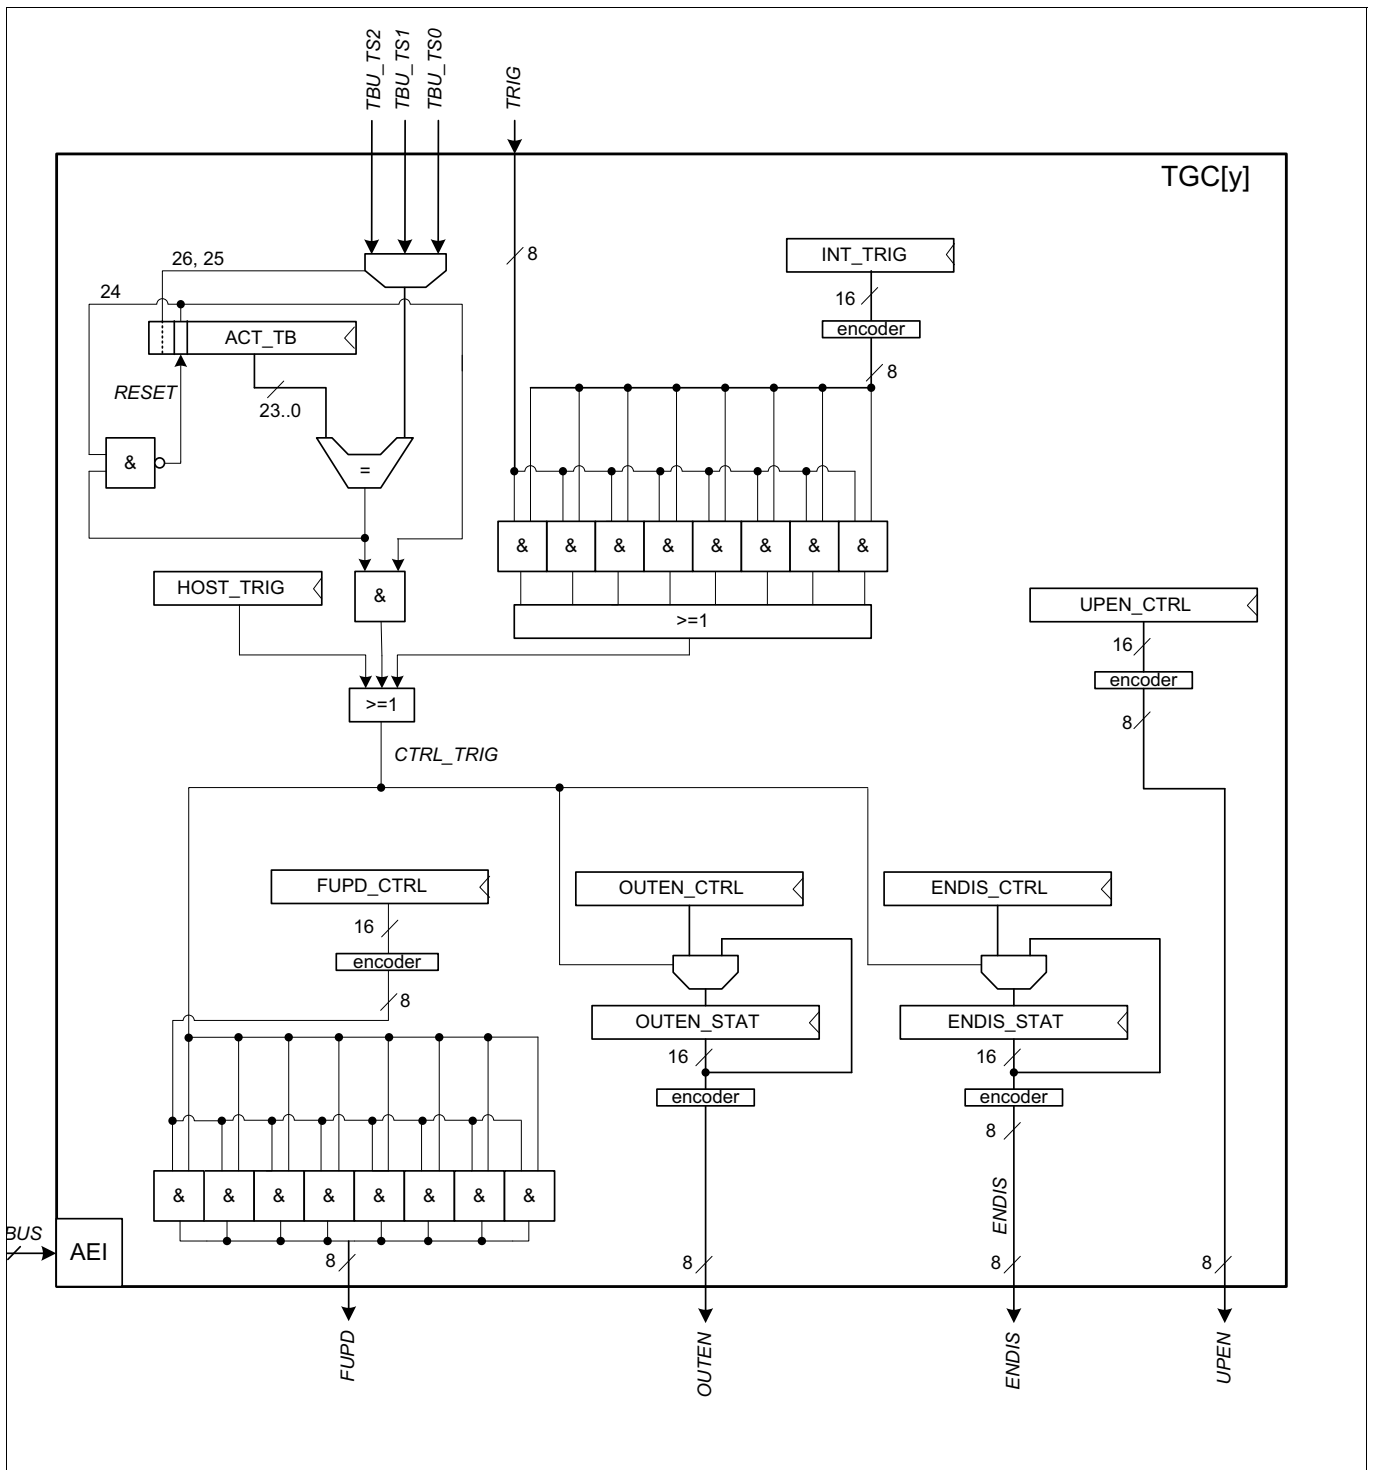 TBU_TS2
TBU_TS1
TBU_TS0
TRIG
TGC[y]
26, 25
8
INT_TRIG
24
16
ACT_TB
encoder
RESET
8
23..0
&
=
& & & & & & & &
HOST_TRIG
&
UPEN_CTRL
>=1
16
encoder
>=1
8
CTRL_TRIG
FUPD_CTRL
OUTEN_CTRL
ENDIS_CTRL
16
encoder
8
OUTEN_STAT
ENDIS_STAT
16
16
encoder
encoder
8
& & & & & & & &
ENDIS
BUS
AEI
8
8
8
8
FUPD
OUTEN
ENDIS
UPEN